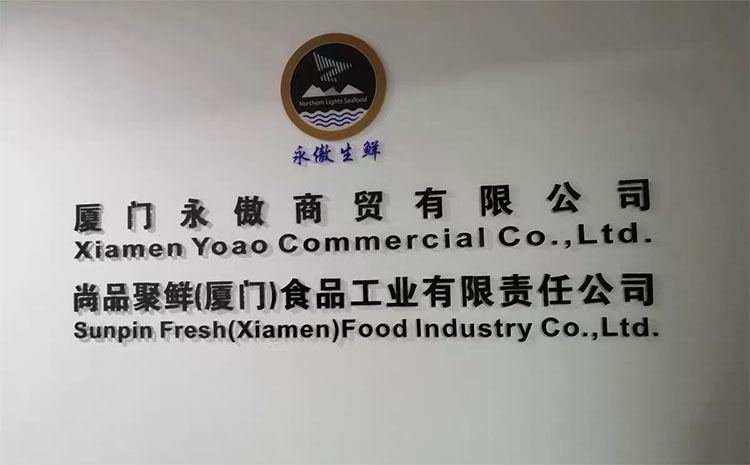 Northern Lights Seafood
永傲生鲜
厦门永傲商贸有限公司
Xiamen Yoao Commercial Co.,Ltd.
尚品聚鲜(厦门)食品工业有限责任公司
Sunpin Fresh(Xiamen)Food Industry Co.,Ltd.